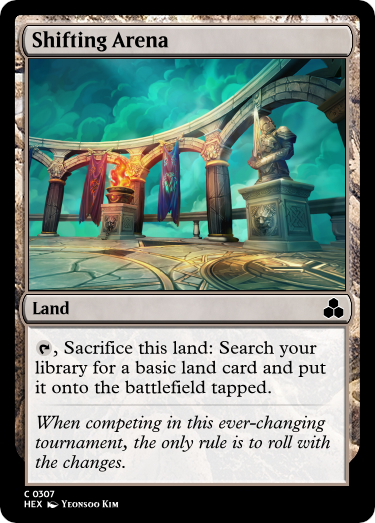 Shifting Arena
Land
, Sacrifice this land: Search your
library for a basic land card and put
it onto the battlefield tapped.
When competing in this ever-changing
tournament, the only rule is to roll with
the changes.
C 0307
HEX Yeonsoo Kim